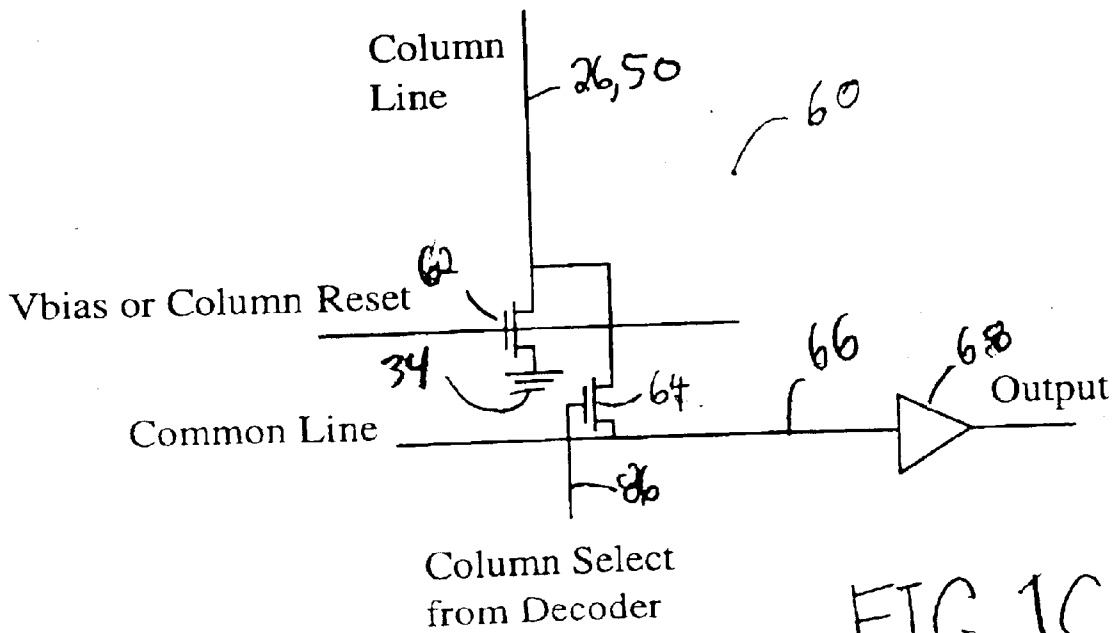 Column
Line
26,50
60
62
Vbias or Column Reset
34
64
66
68
Output
Common Line
Column Select
from Decoder
FIG 1C